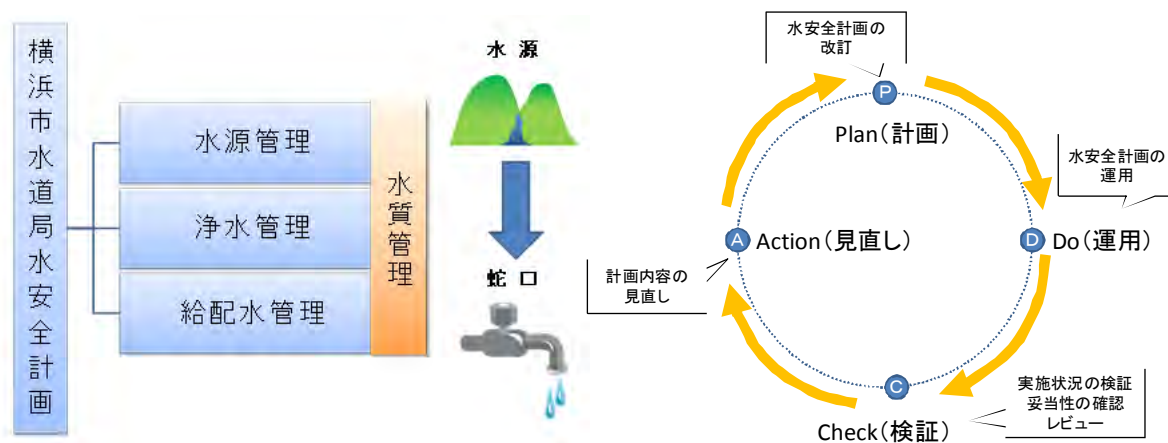 横浜市水道局水安全計画
水源管理
浄水管理
給配水管理
水質管理
水 源
蛇 口
水安全計画の
改訂
P
Plan(計画)
水安全計画の
運用
D
Do(運用)
A
Action(見直し)
計画内容の
見直し
C
Check(検証)
実施状況の検証
妥当性の確認
レビュー